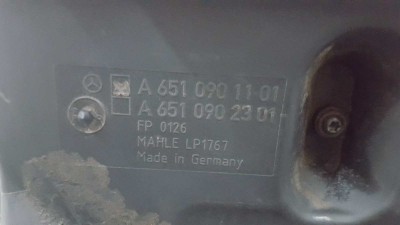 A 651 090 11 01
A 651 090 23 01
FP 0126
MAHLE LP1767
Made in Germany